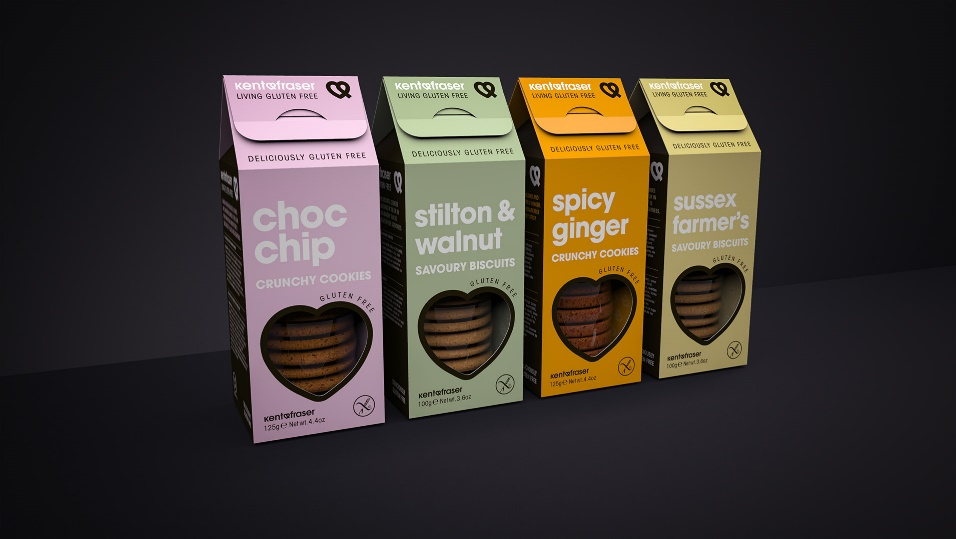 kent&fraser
LIVING GLUTEN FREE
DELICIOUSLY GLUTEN FREE
choc
chip
CRUNCHY COOKIES
GLUTEN FREE
kent&fraser
125g℮ Net wt. 4.4oz
kent&fraser
LIVING GLUTEN FREE
DELICIOUSLY GLUTEN FREE
stilton &
walnut
SAVOURY BISCUITS
GLUTEN FREE
kent&fraser
100g℮ Net wt. 3.6oz
kent&fraser
LIVING GLUTEN FREE
DELICIOUSLY GLUTEN FREE
spicy
ginger
CRUNCHY COOKIES
GLUTEN FREE
kent&fraser
125g℮ Net wt. 4.4oz
kent&fraser
LIVING GLUTEN FREE
DELICIOUSLY GLUTEN FREE
sussex
farmer's
SAVOURY BISCUITS
GLUTEN FREE
kent&fraser
100g℮ Net wt. 3.6oz